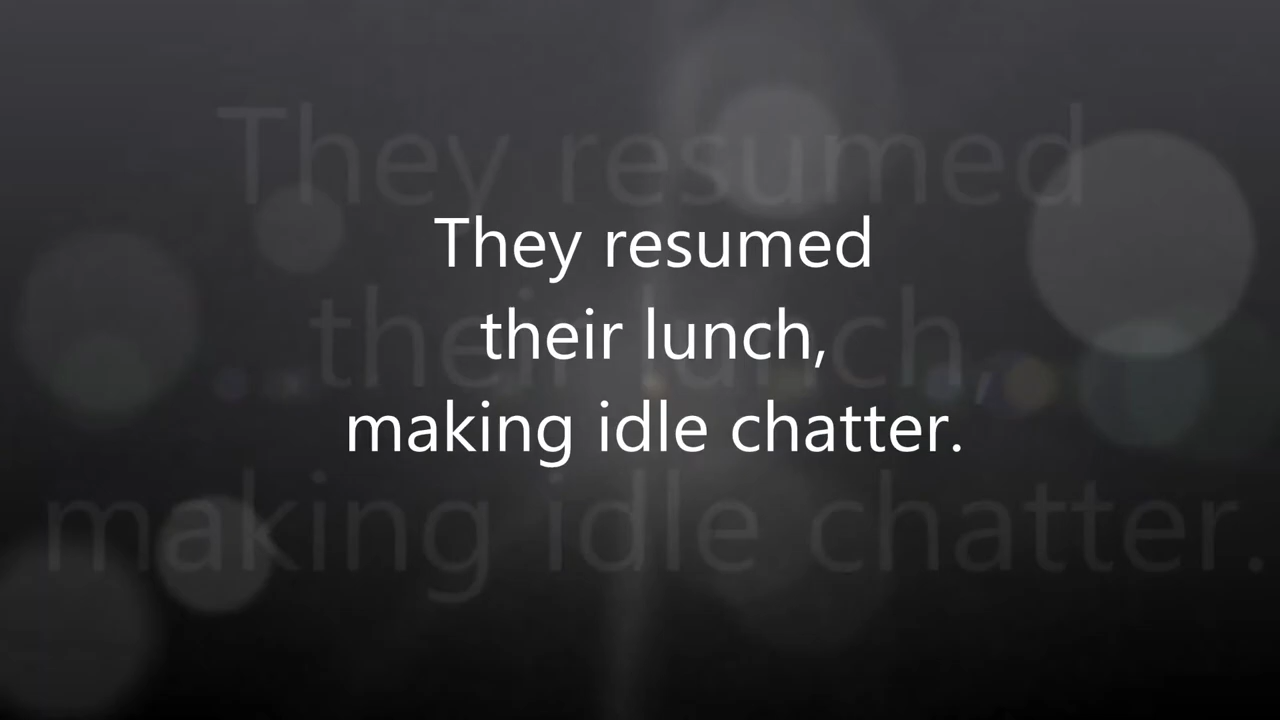 They resumed
their lunch,
making idle chatter.